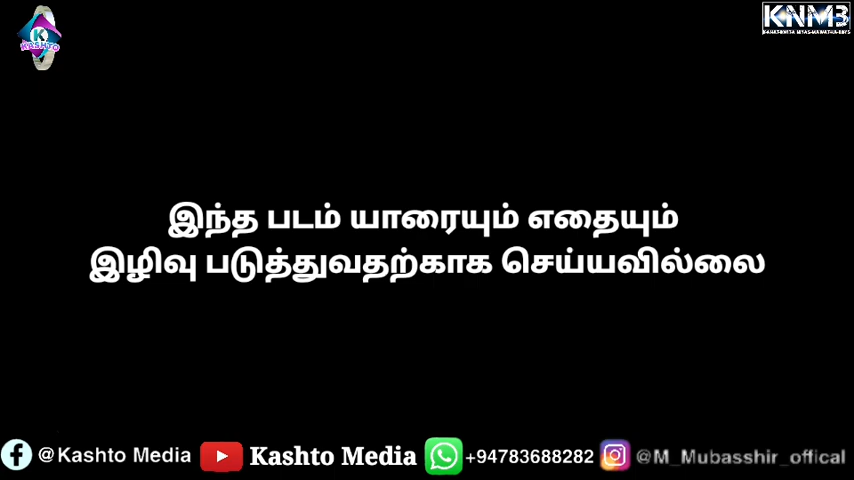 K
KASHTO
KNMB
இந்த படம் யாரையும் எதையும்
இழிவு படுத்துவதற்காக செய்யவில்லை
@Kashto Media Kashto Media +94783688282 @M_Mubasshir_offical